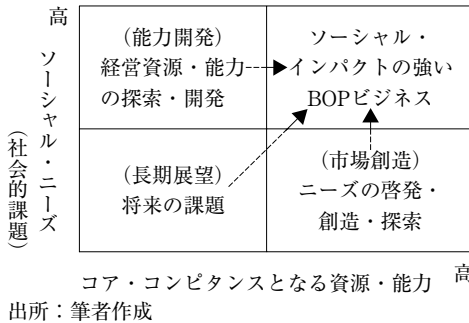 高
ソーシャル・ニーズ
(社会的課題)
(能力開発)
経営資源・能力
の探索・開発
ソーシャル・
インパクトの強い
BOPビジネス
(長期展望)
将来の課題
(市場創造)
ニーズの啓発・
創造・探索
コア・コンピタンスとなる資源・能力
高
出所：筆者作成